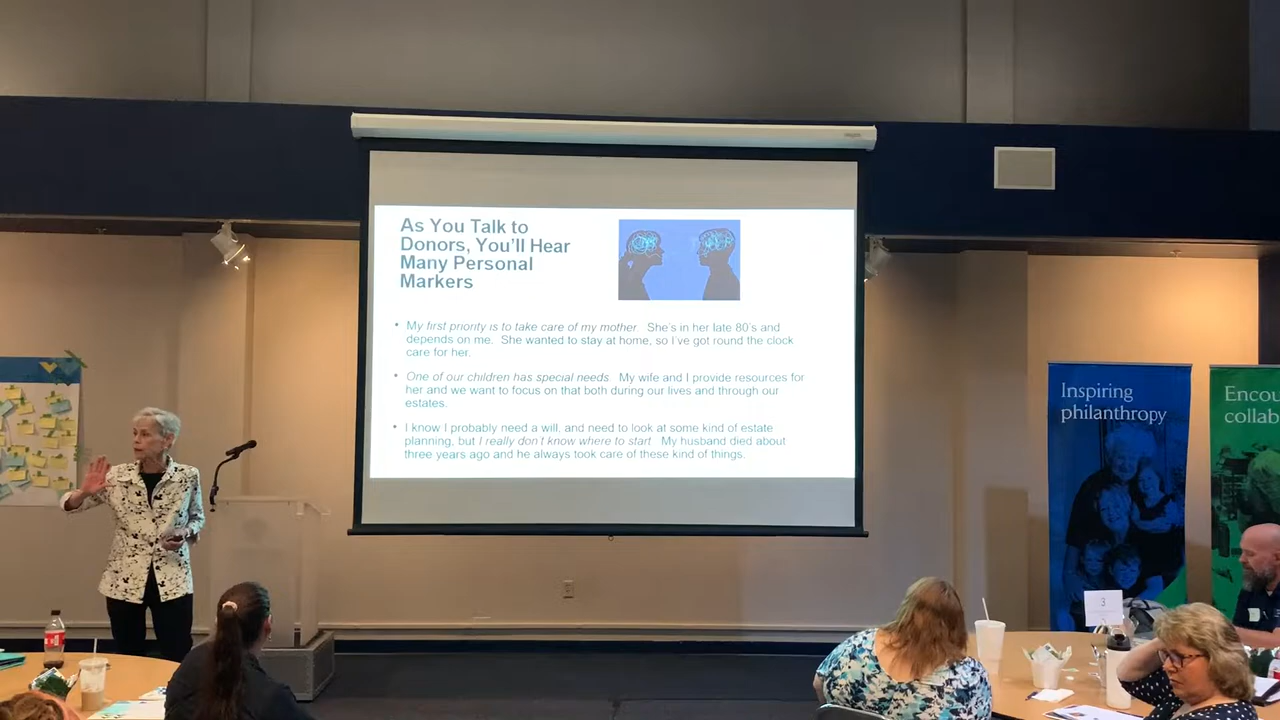 As You Talk to
Donors, You'll Hear
Many Personal
Markers
• My first priority is to take care of my mother. She's in her late 80's and
depends on me. She wanted to stay at home, so I've got round the clock
care for her.
• One of our children has special needs. My wife and I provide resources for
her and we want to focus on that both during our lives and through our
estates.
• I know I probably need a will, and need to look at some kind of estate
planning, but I really don't know where to start. My husband died about
three years ago and he always took care of these kind of things.
Inspiring
philanthropy
Encou
collab
3